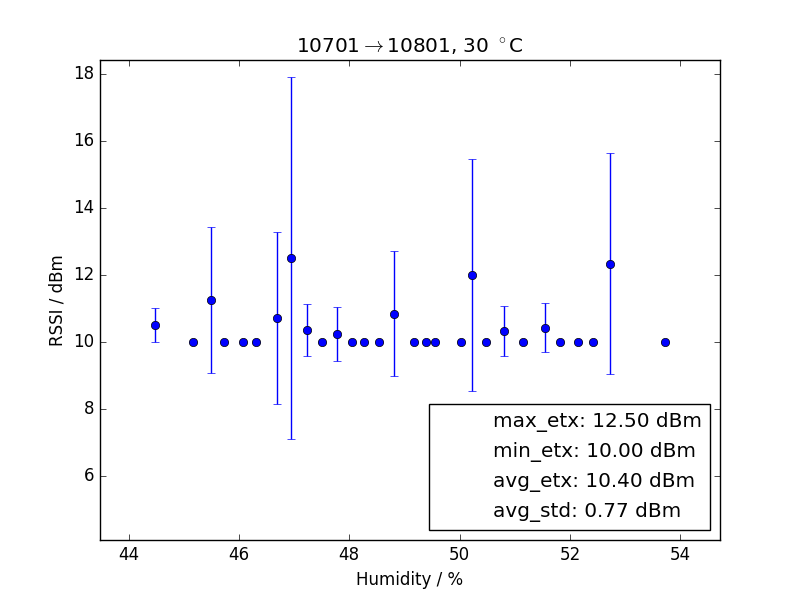 10701→10801, 30 °C
RSSI / dBm
18
16
14
12
10
8
6
max_etx: 12.50 dBm
min_etx: 10.00 dBm
avg_etx: 10.40 dBm
avg_std: 0.77 dBm
44 46 48 50 52 54
Humidity / %